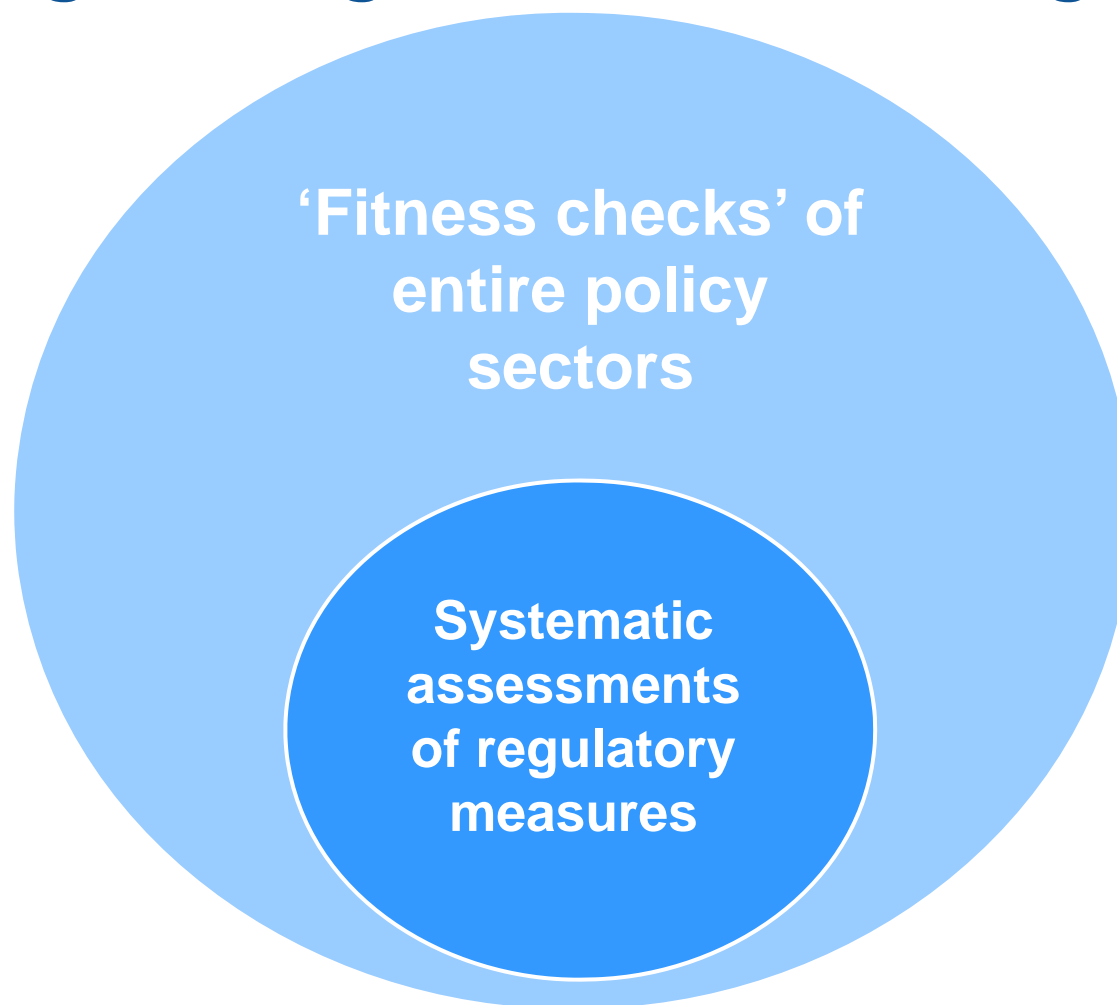 ‘Fitness checks’ of
entire policy
sectors
Systematic
assessments
of regulatory
measures